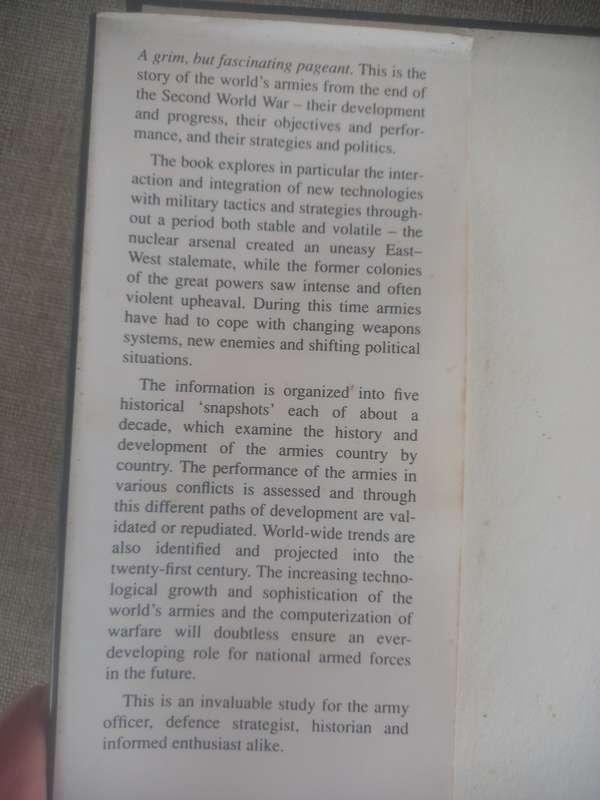 A grim, but fascinating pageant. This is the
story of the world's armies from the end of
the Second World War – their development
and progress, their objectives and perfor-
mance, and their strategies and politics.
The book explores in particular the inter-
action and integration of new technologies
with military tactics and strategies through-
out a period both stable and volatile – the
nuclear arsenal created an uneasy East–
West stalemate, while the former colonies
of the great powers saw intense and often
violent upheaval. During this time armies
have had to cope with changing weapons
systems, new enemies and shifting political
situations.
The information is organized into five
historical ‘snapshots’ each of about a
decade, which examine the history and
development of the armies country by
country. The performance of the armies in
various conflicts is assessed and through
this different paths of development are val-
idated or repudiated. World-wide trends are
also identified and projected into the
twenty-first century. The increasing techno-
logical growth and sophistication of the
world's armies and the computerization of
warfare will doubtless ensure an ever-
developing role for national armed forces
in the future.
This is an invaluable study for the army
officer, defence strategist, historian and
informed enthusiast alike.